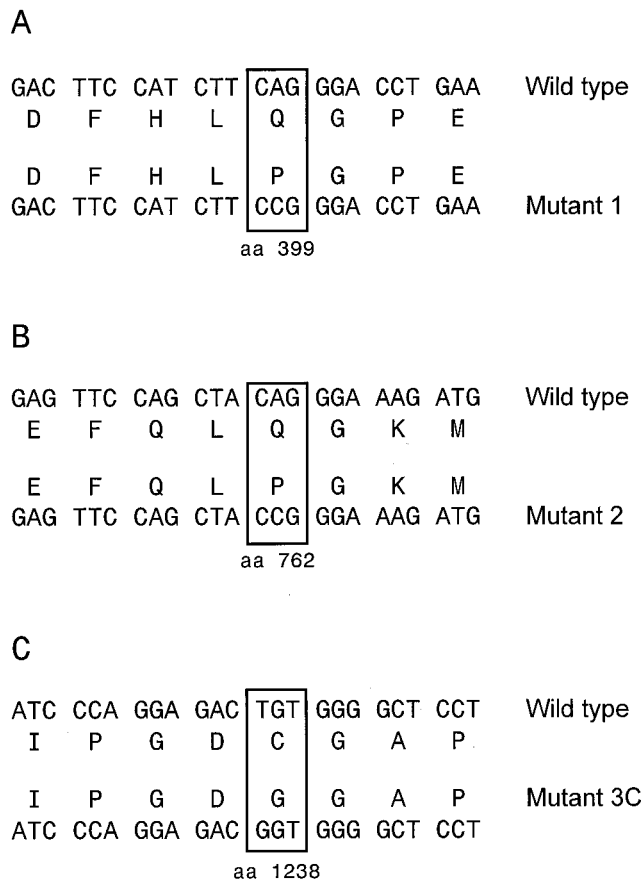 A
GAC TTC CAT CTT CAG GGA CCT GAA Wild type
D F H L Q G P E
D F H L P G P E
GAC TTC CAT CTT CCG GGA CCT GAA Mutant 1
aa 399
B
GAG TTC CAG CTA CAG GGA AAG ATG Wild type
E F Q L Q G K M
E F Q L P G K M
GAG TTC CAG CTA CCG GGA AAG ATG Mutant 2
aa 762
C
ATC CCA GGA GAC TGT GGG GCT CCT Wild type
I P G D C G A P
I P G D G G A P Mutant 3C
ATC CCA GGA GAC GGT GGG GCT CCT
aa 1238